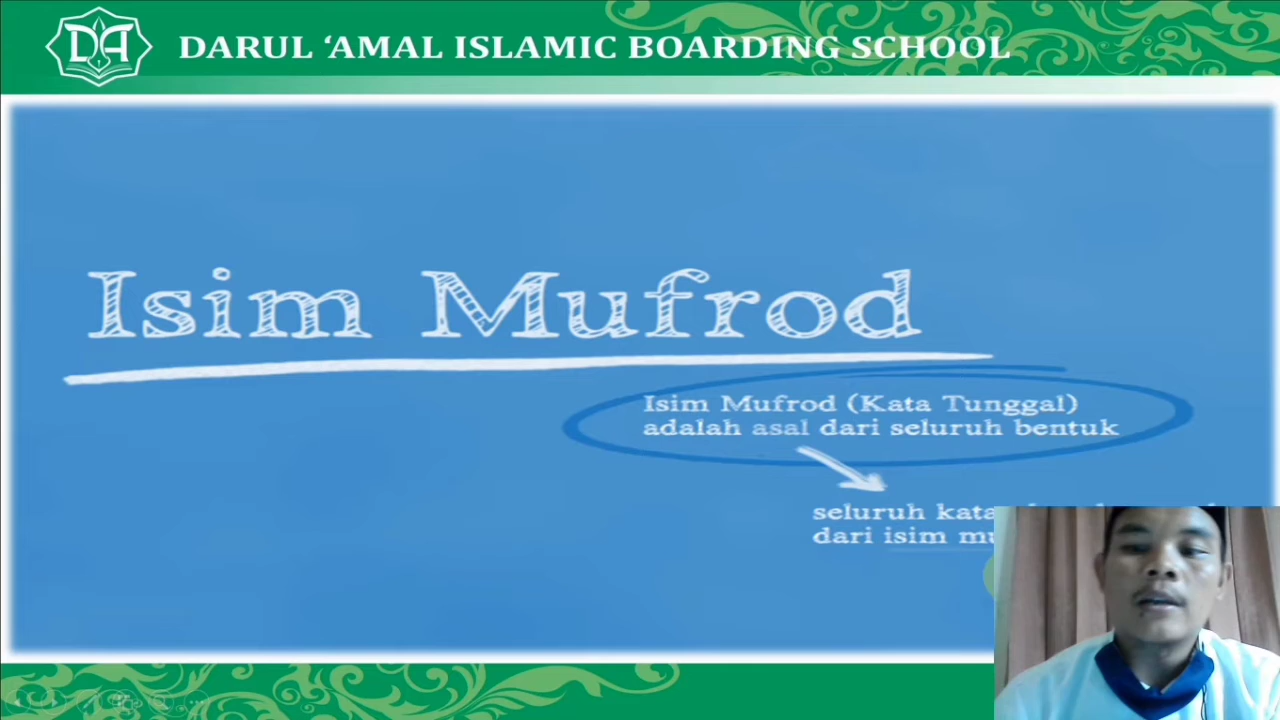 DA
DARUL ‘AMAL ISLAMIC BOARDING SCHOOL
Isim Mufrod
Isim Mufrod (Kata Tunggal)
adalah asal dari seluruh bentuk
seluruh kata
dari isim